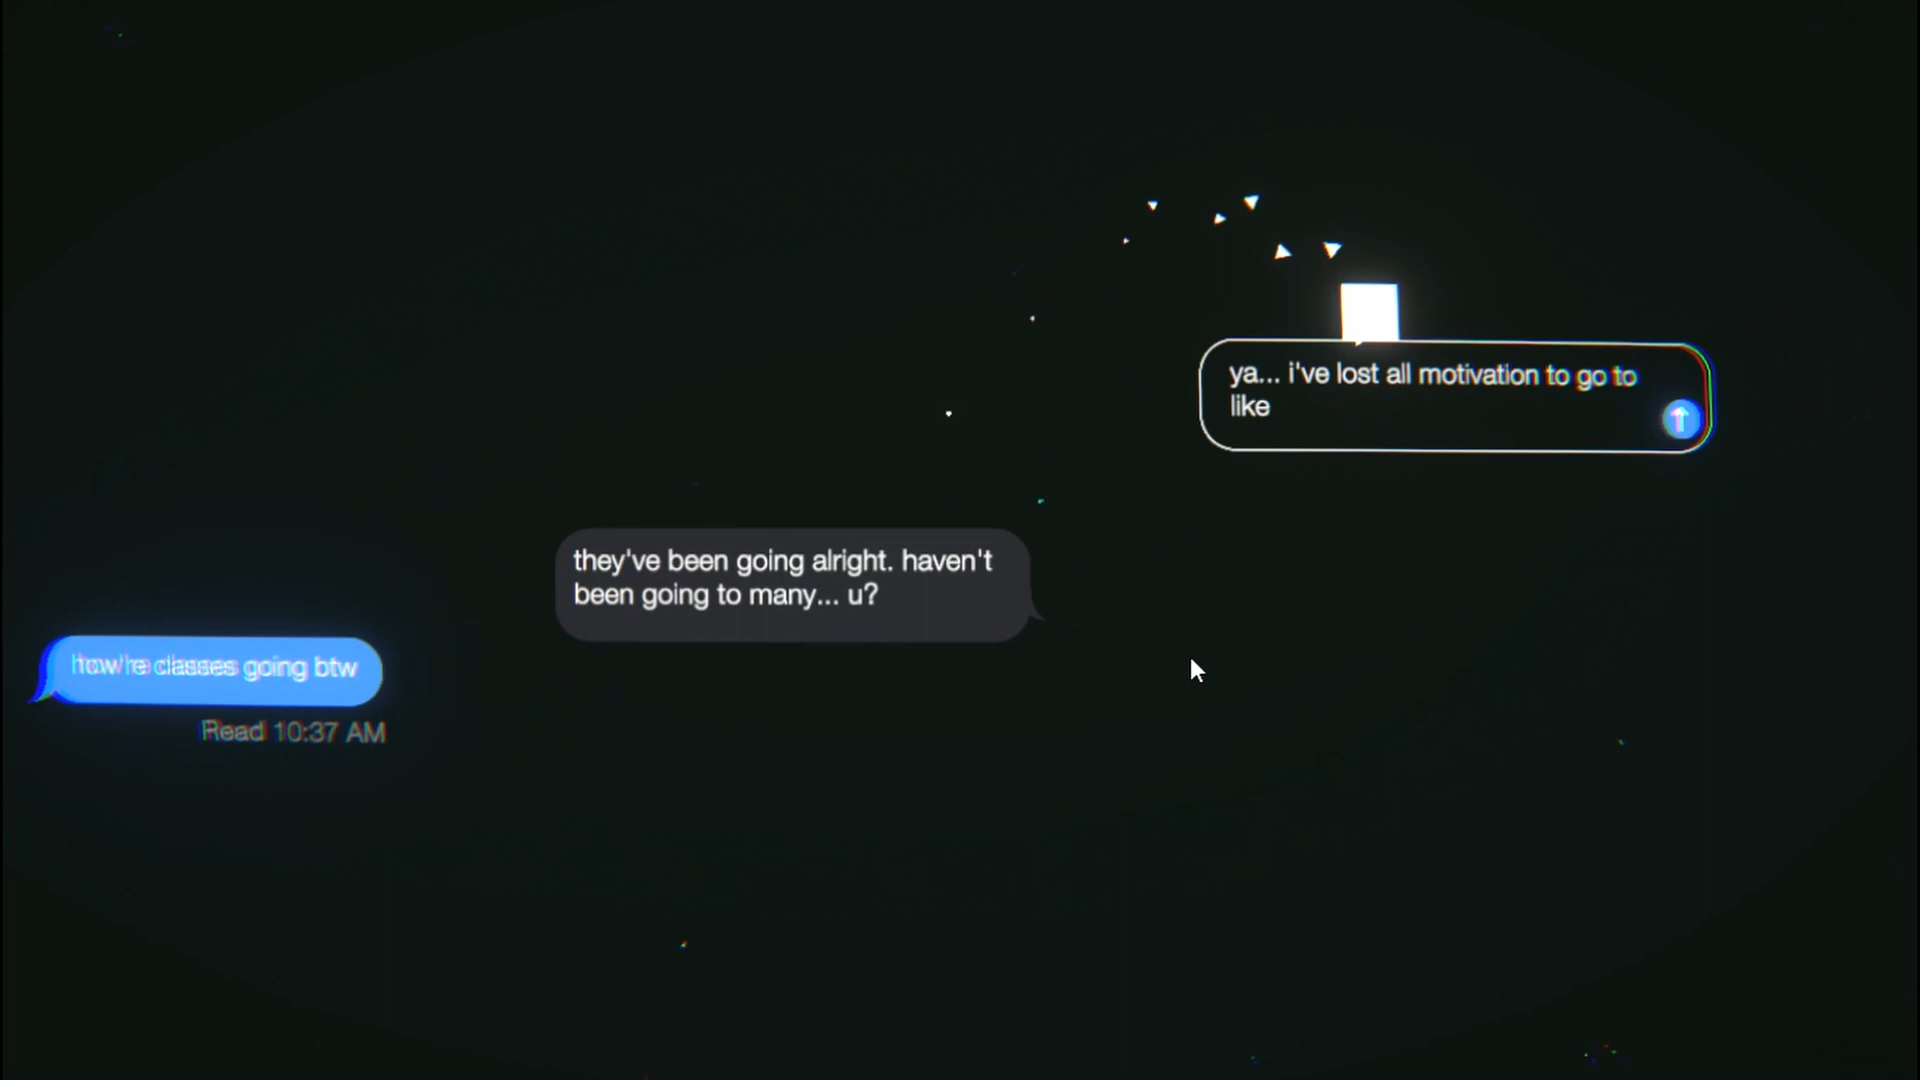 how're classes going btw
Read 10:37 AM
they've been going alright. haven't
been going to many... u?
ya... i've lost all motivation to go to
like